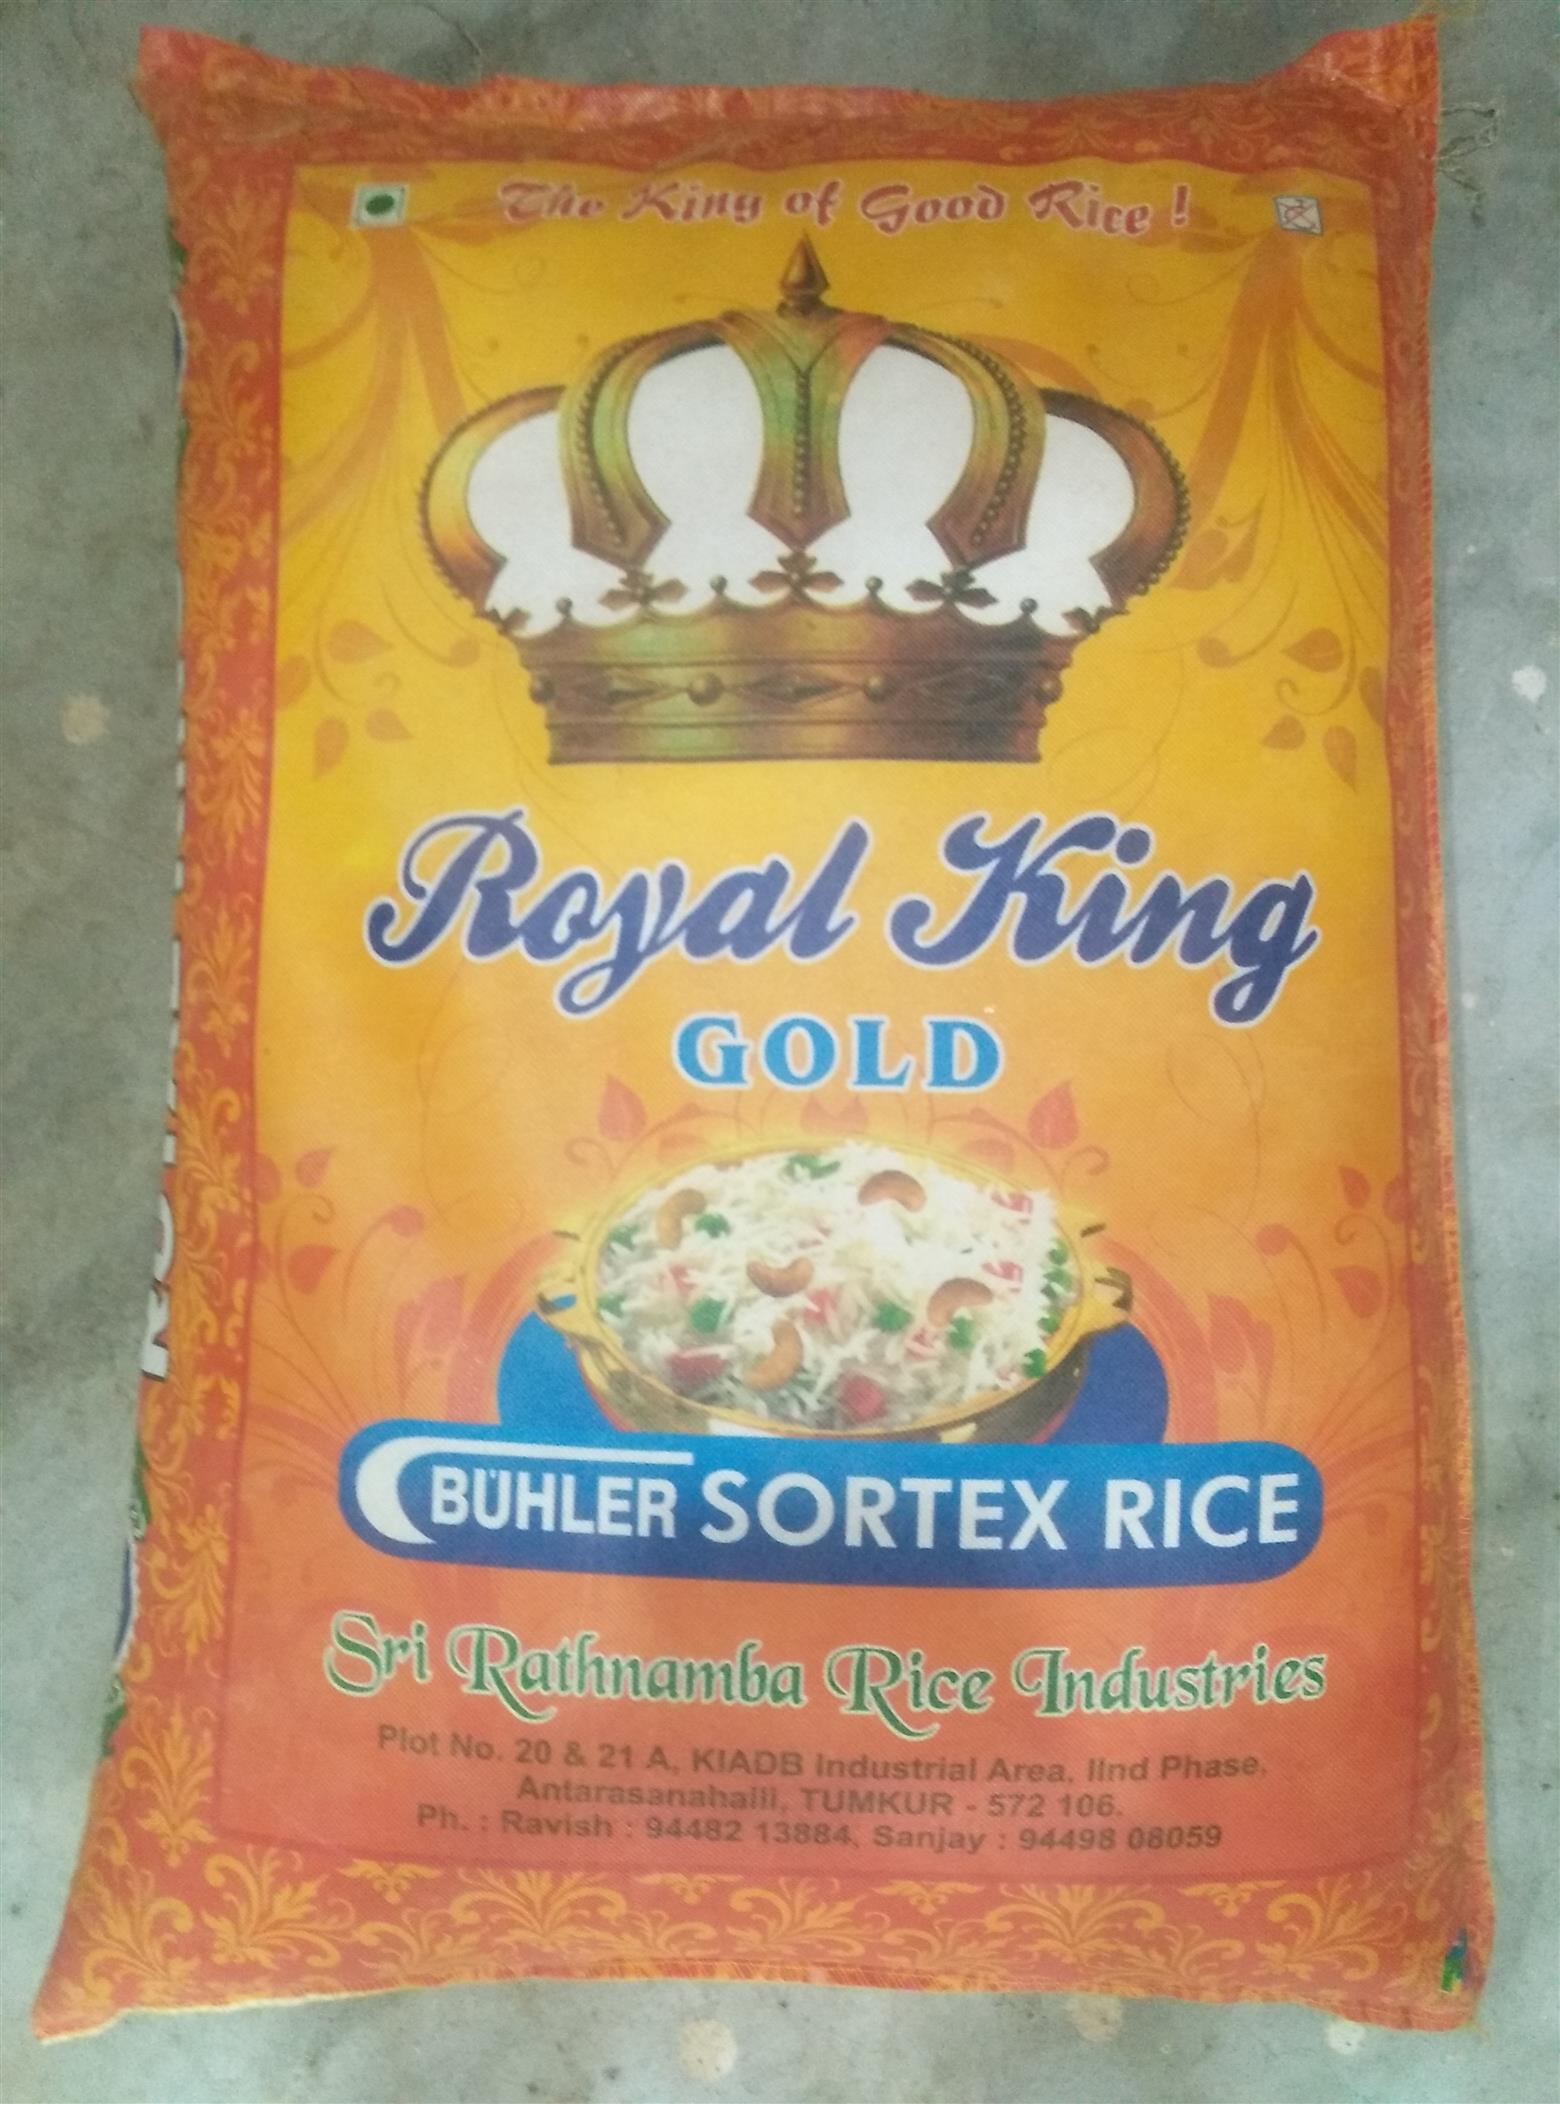 The King of Good Rice !
Royal King
GOLD
BÜHLER SORTEX RICE
Sri Rathnamba Rice Industries
Plot No. 20 & 21 A, KIADB Industrial Area, IInd Phase,
Antarasanahalli, TUMKUR - 572 106.
Ph. : Ravish : 94482 13884, Sanjay : 94498 08059